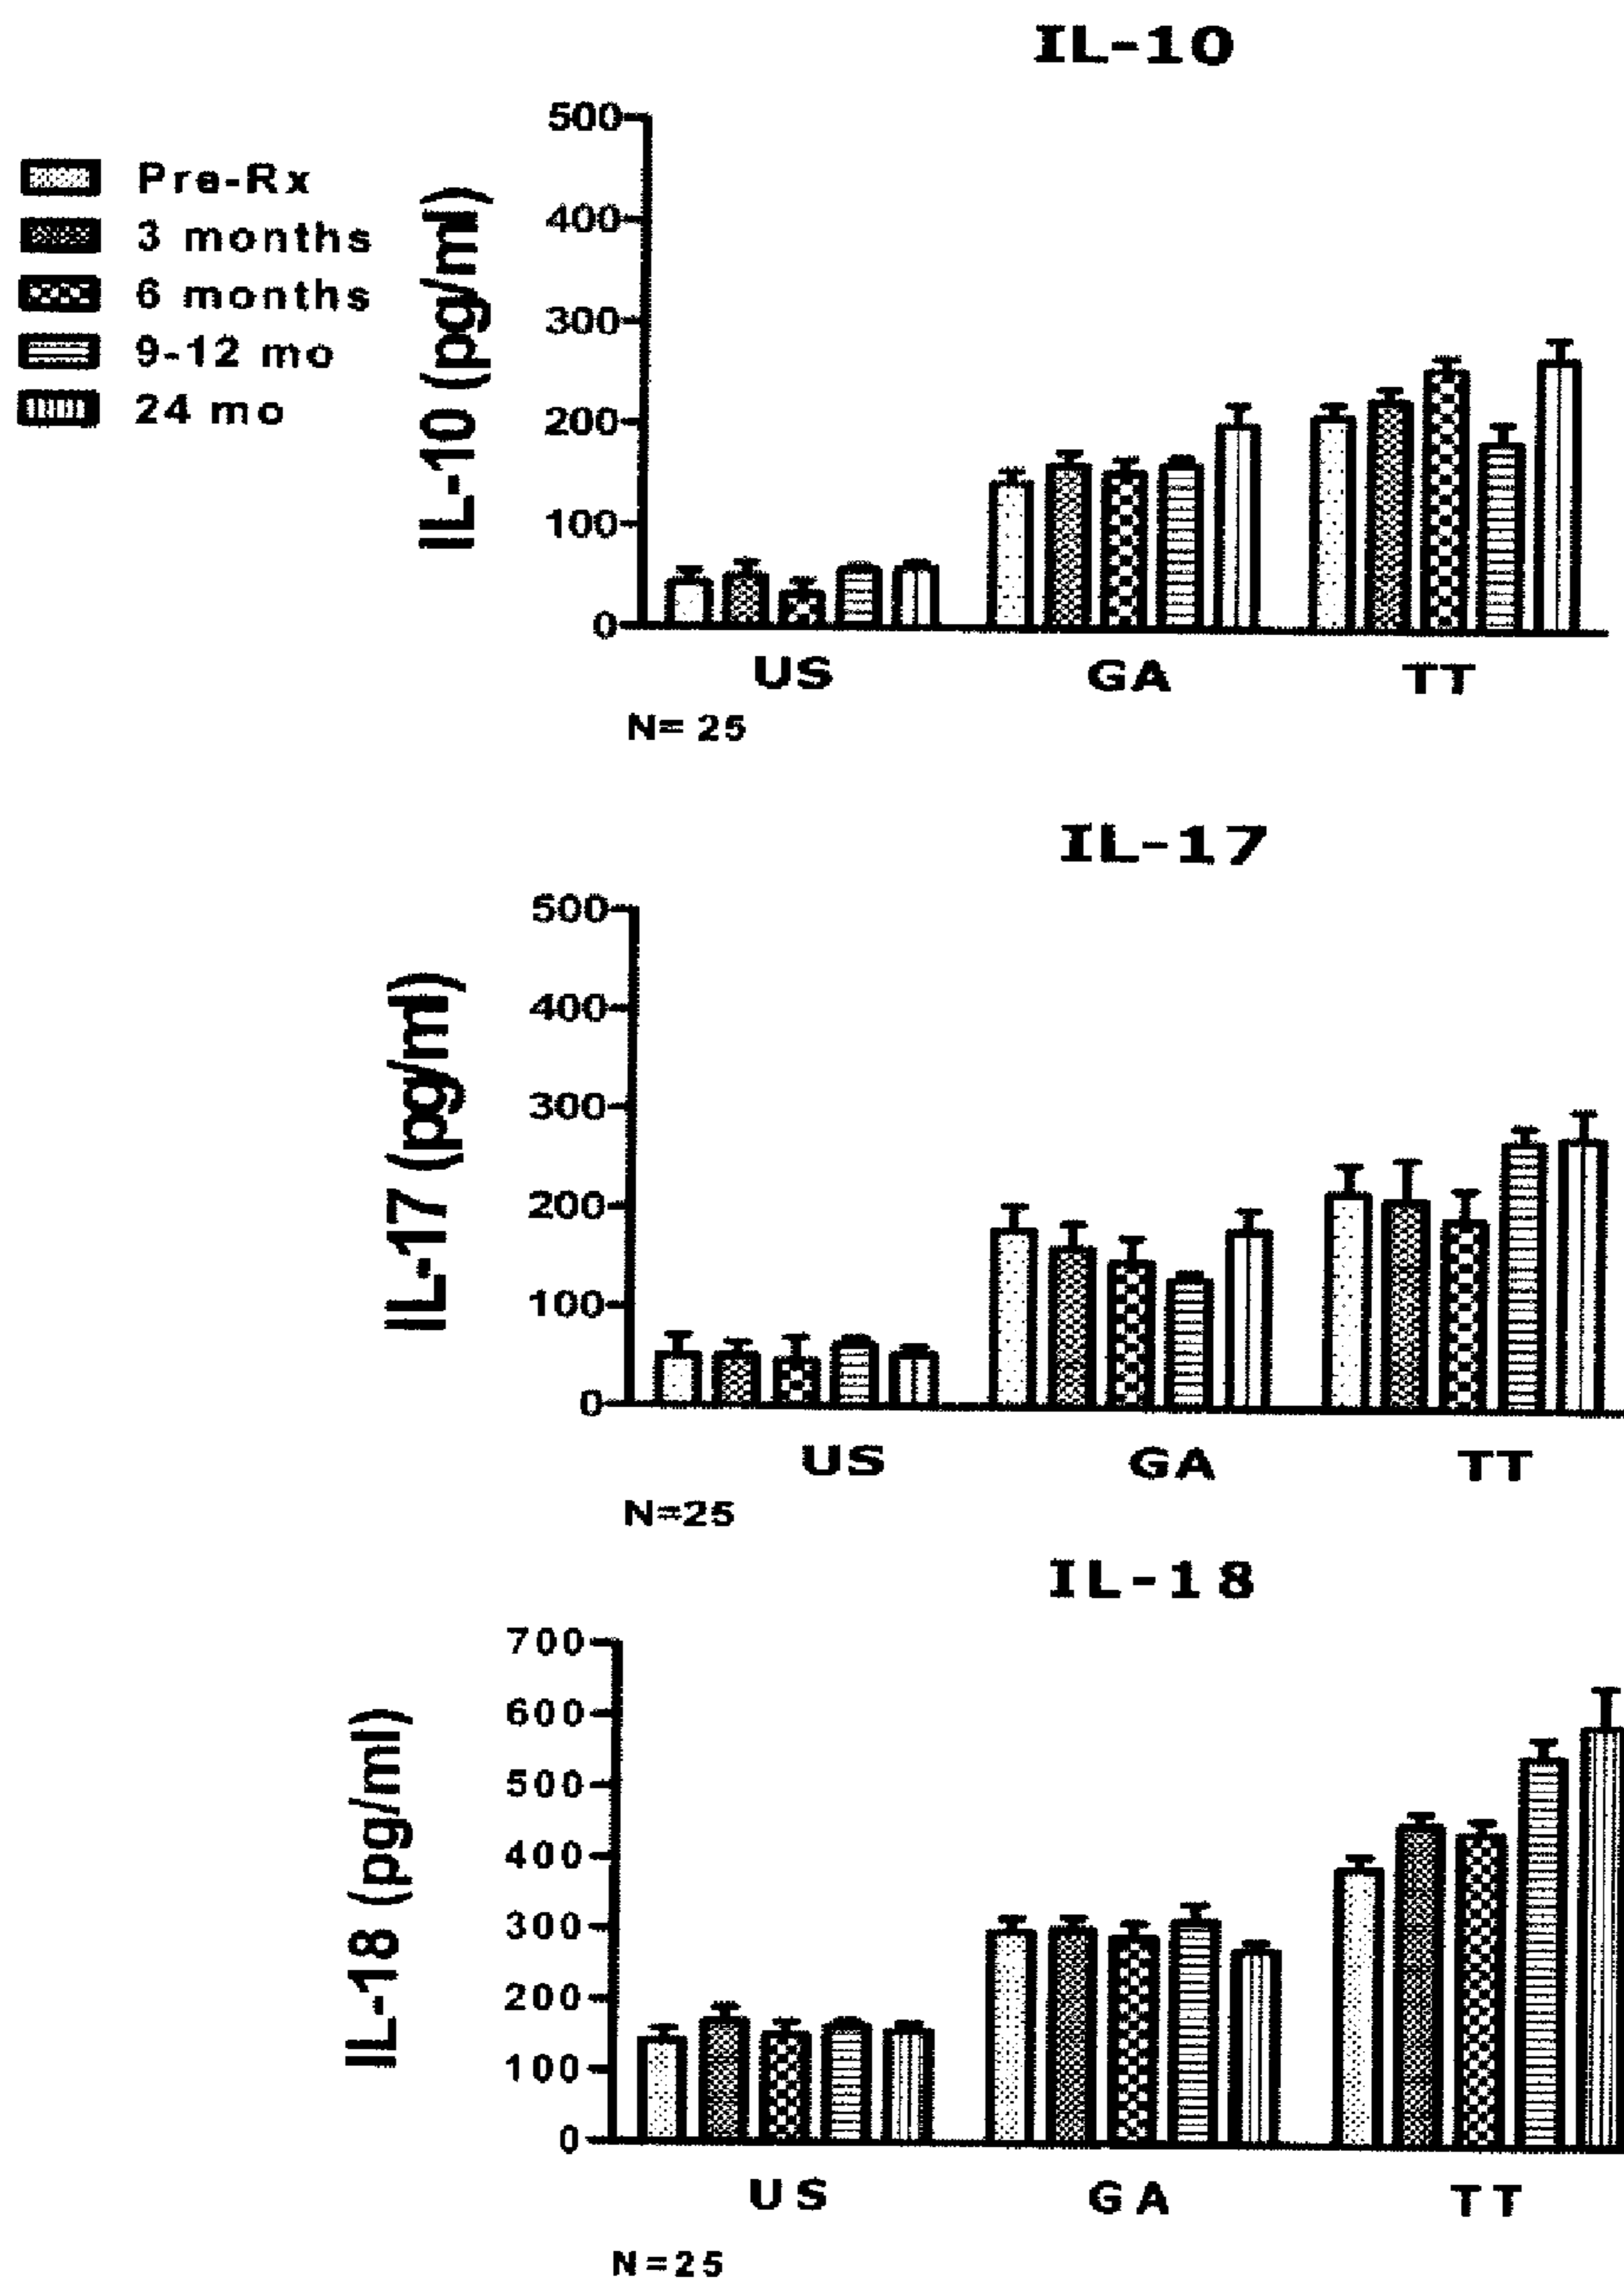 IL-10
Pre-Rx
3 months
6 months
9-12 mo
24 mo
IL-10 (pg/ml)
500
400
300
200
100
0
US GA TT
N= 25
IL-17
IL-17 (pg/ml)
500
400
300
200
100
0
US GA TT
N=25
IL-18
IL-18 (pg/ml)
700
600
500
400
300
200
100
0
US GA TT
N=25